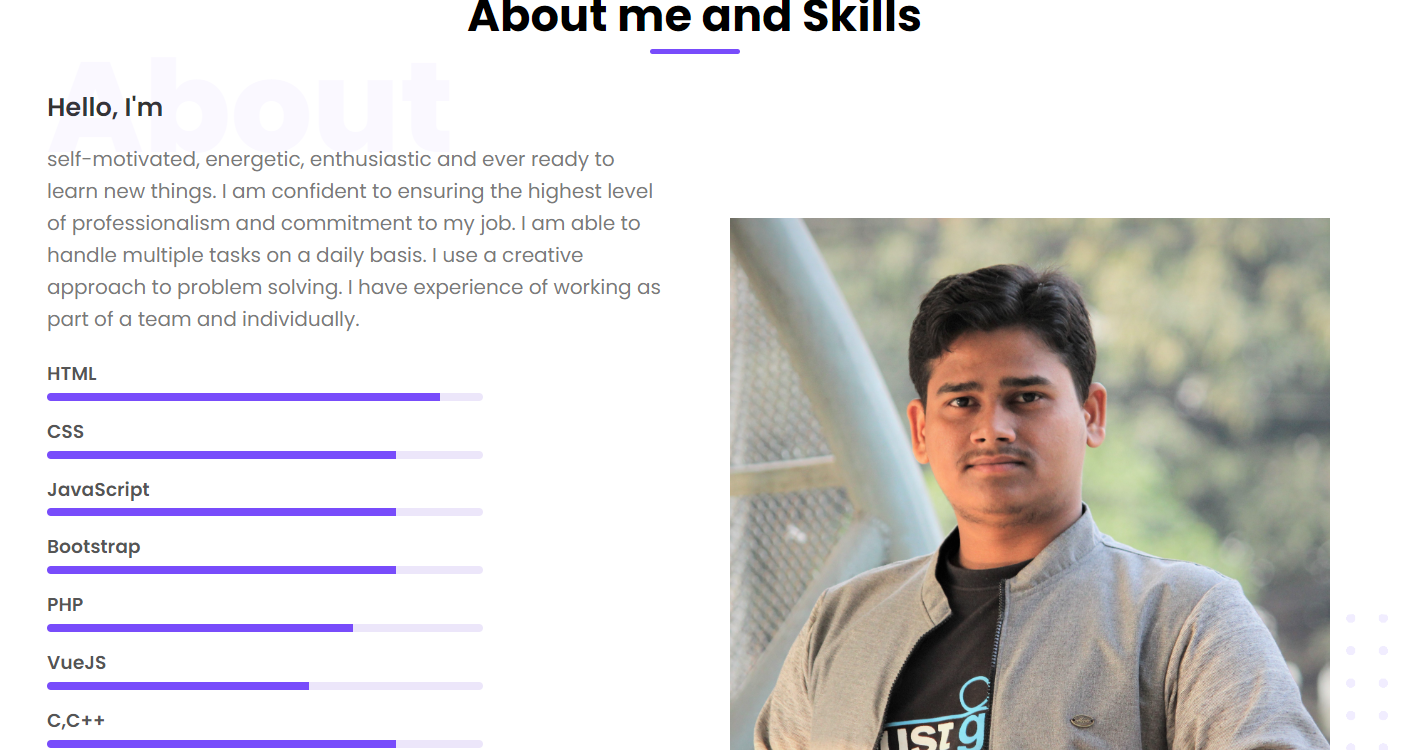 About me and Skills
About
Hello, I'm
self-motivated, energetic, enthusiastic and ever ready to
learn new things. I am confident to ensuring the highest level
of professionalism and commitment to my job. I am able to
handle multiple tasks on a daily basis. I use a creative
approach to problem solving. I have experience of working as
part of a team and individually.
HTML
CSS
JavaScript
Bootstrap
PHP
VueJS
C,C++